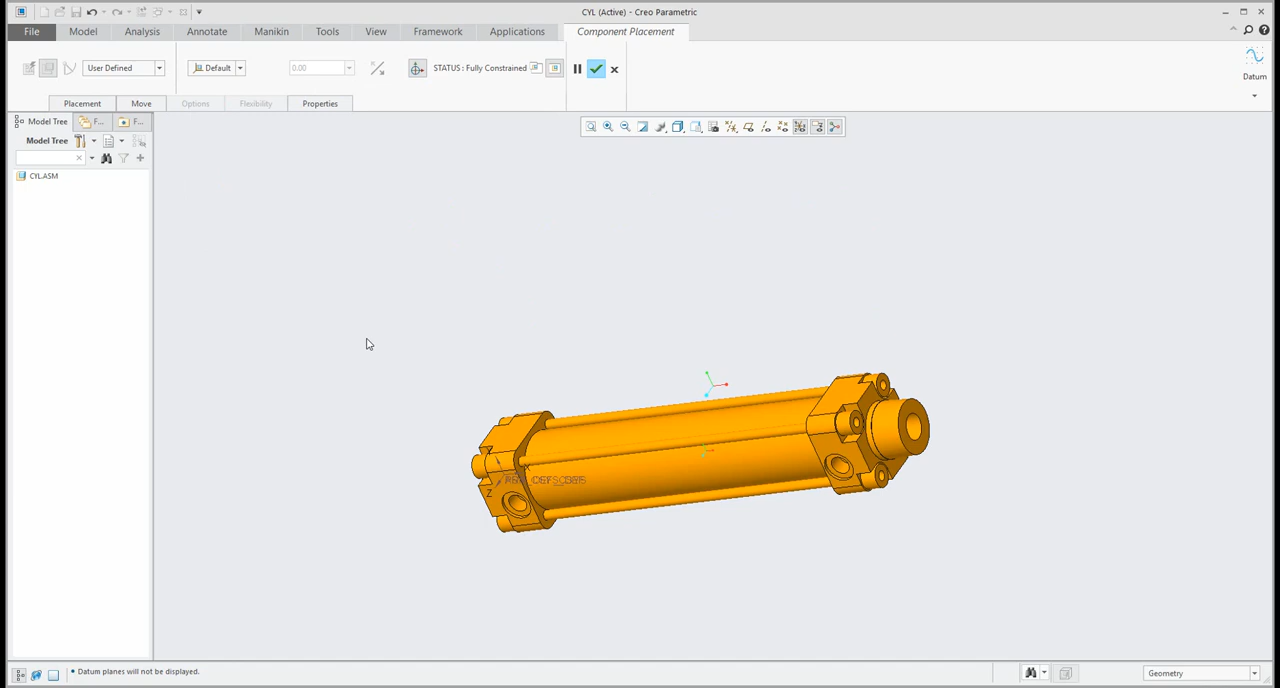 CYL (Active) - Creo Parametric
File Model Analysis Annotate Manikin Tools View Framework Applications Component Placement
User Defined Default 0.00 STATUS : Fully Constrained
Datum
Placement Move Options Flexibility Properties
Model Tree F... F...
Model Tree
CYL.ASM
X
Z
• Datum planes will not be displayed.
Geometry